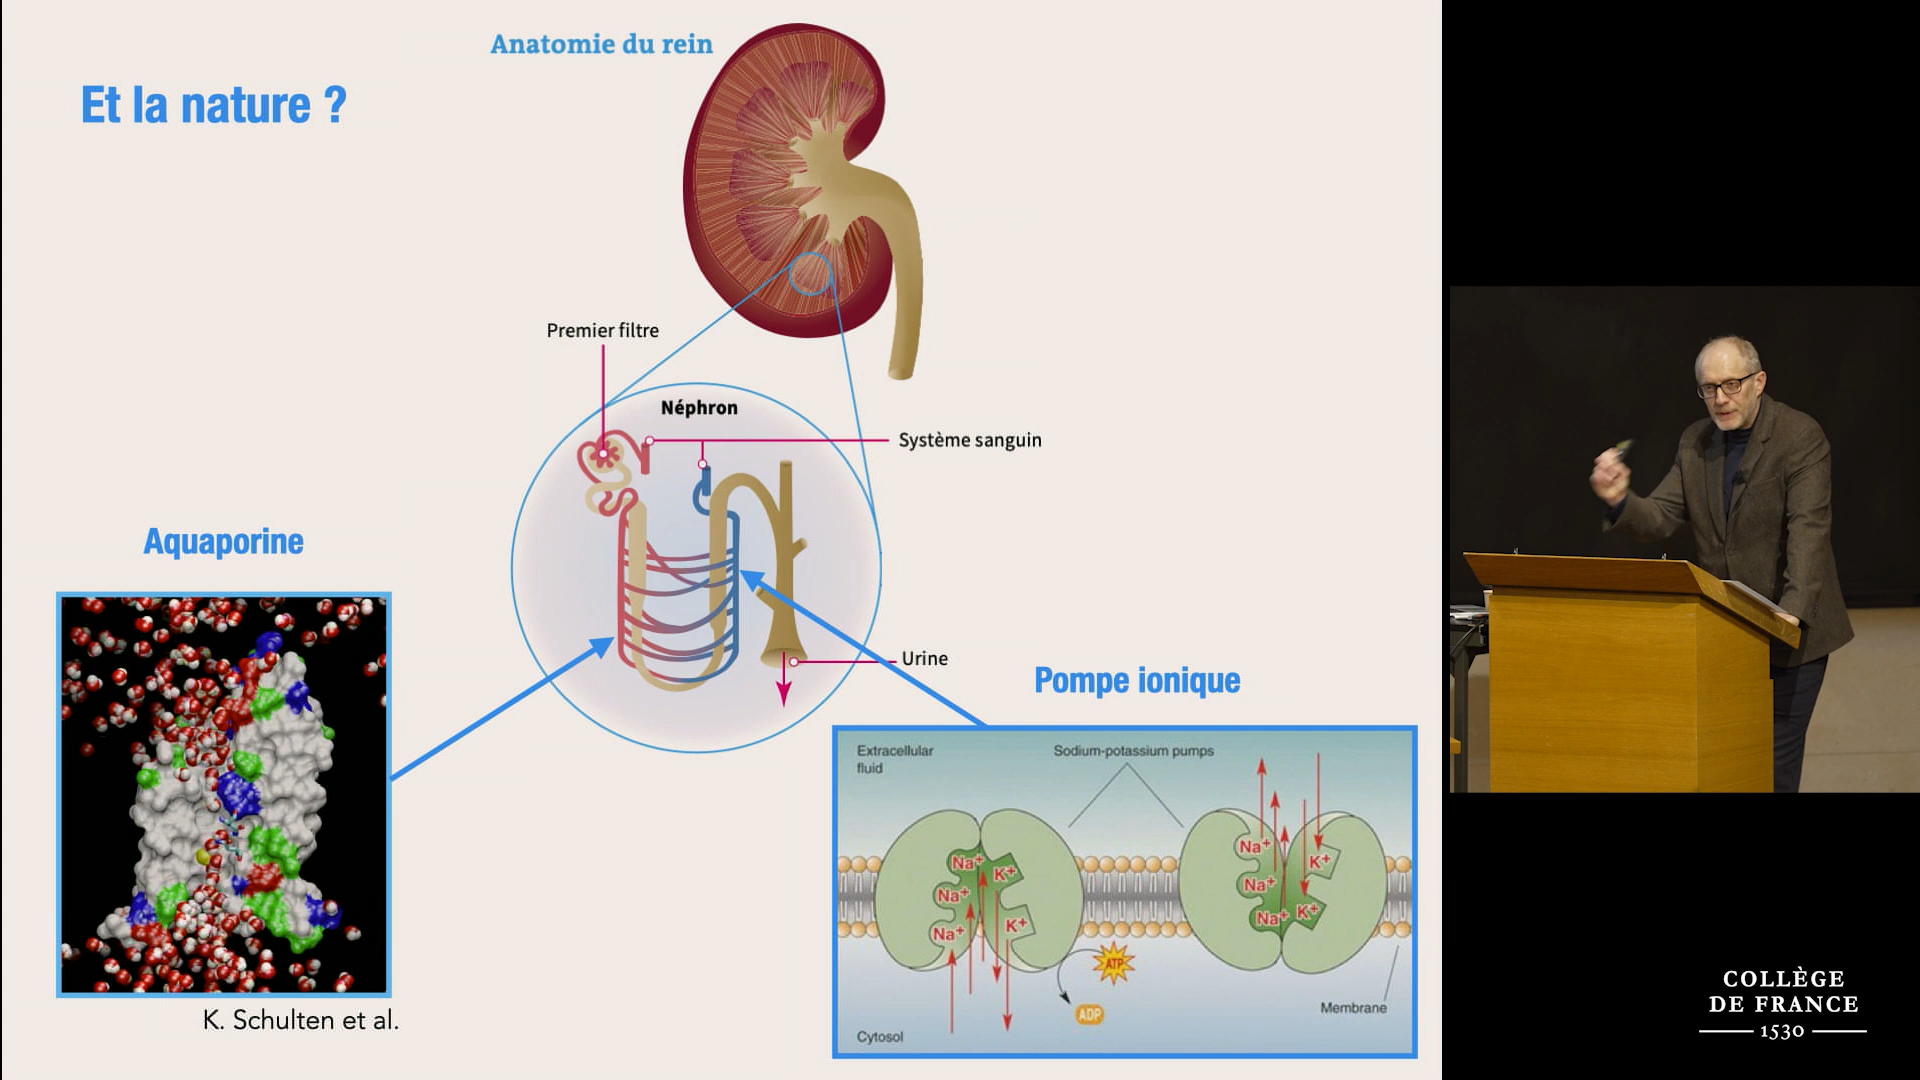 Anatomie du rein
Et la nature ?
Premier filtre
Néphron
Système sanguin
Aquaporine
Urine
Pompe ionique
Extracellular
fluid
Sodium-potassium pumps
Na+
K+
Na+
K+
Na+
Na+
K+
Na+
Na+
K+
ATP
ADP
Membrane
Cytosol
K. Schulten et al.
COLLÈGE
DE FRANCE
1530